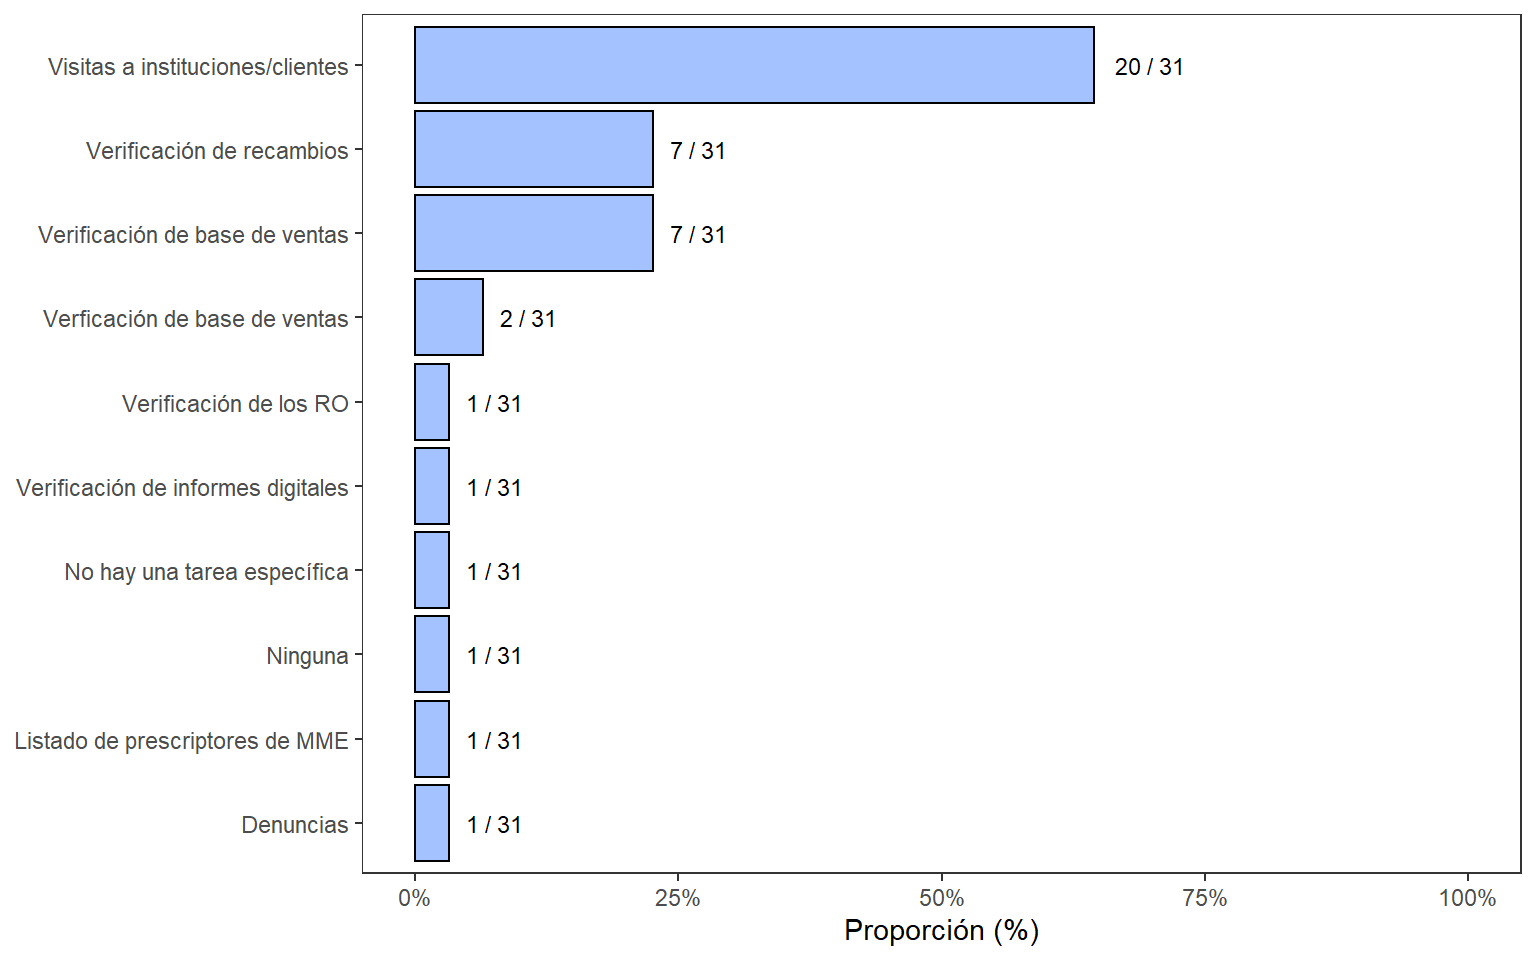 Visitas a instituciones/clientes 20 / 31
Verificación de recambios 7 / 31
Verificación de base de ventas 7 / 31
Verficación de base de ventas 2 / 31
Verificación de los RO 1 / 31
Verificación de informes digitales 1 / 31
No hay una tarea específica 1 / 31
Ninguna 1 / 31
Listado de prescriptores de MME 1 / 31
Denuncias 1 / 31
0% 25% 50% 75% 100%
Proporción (%)